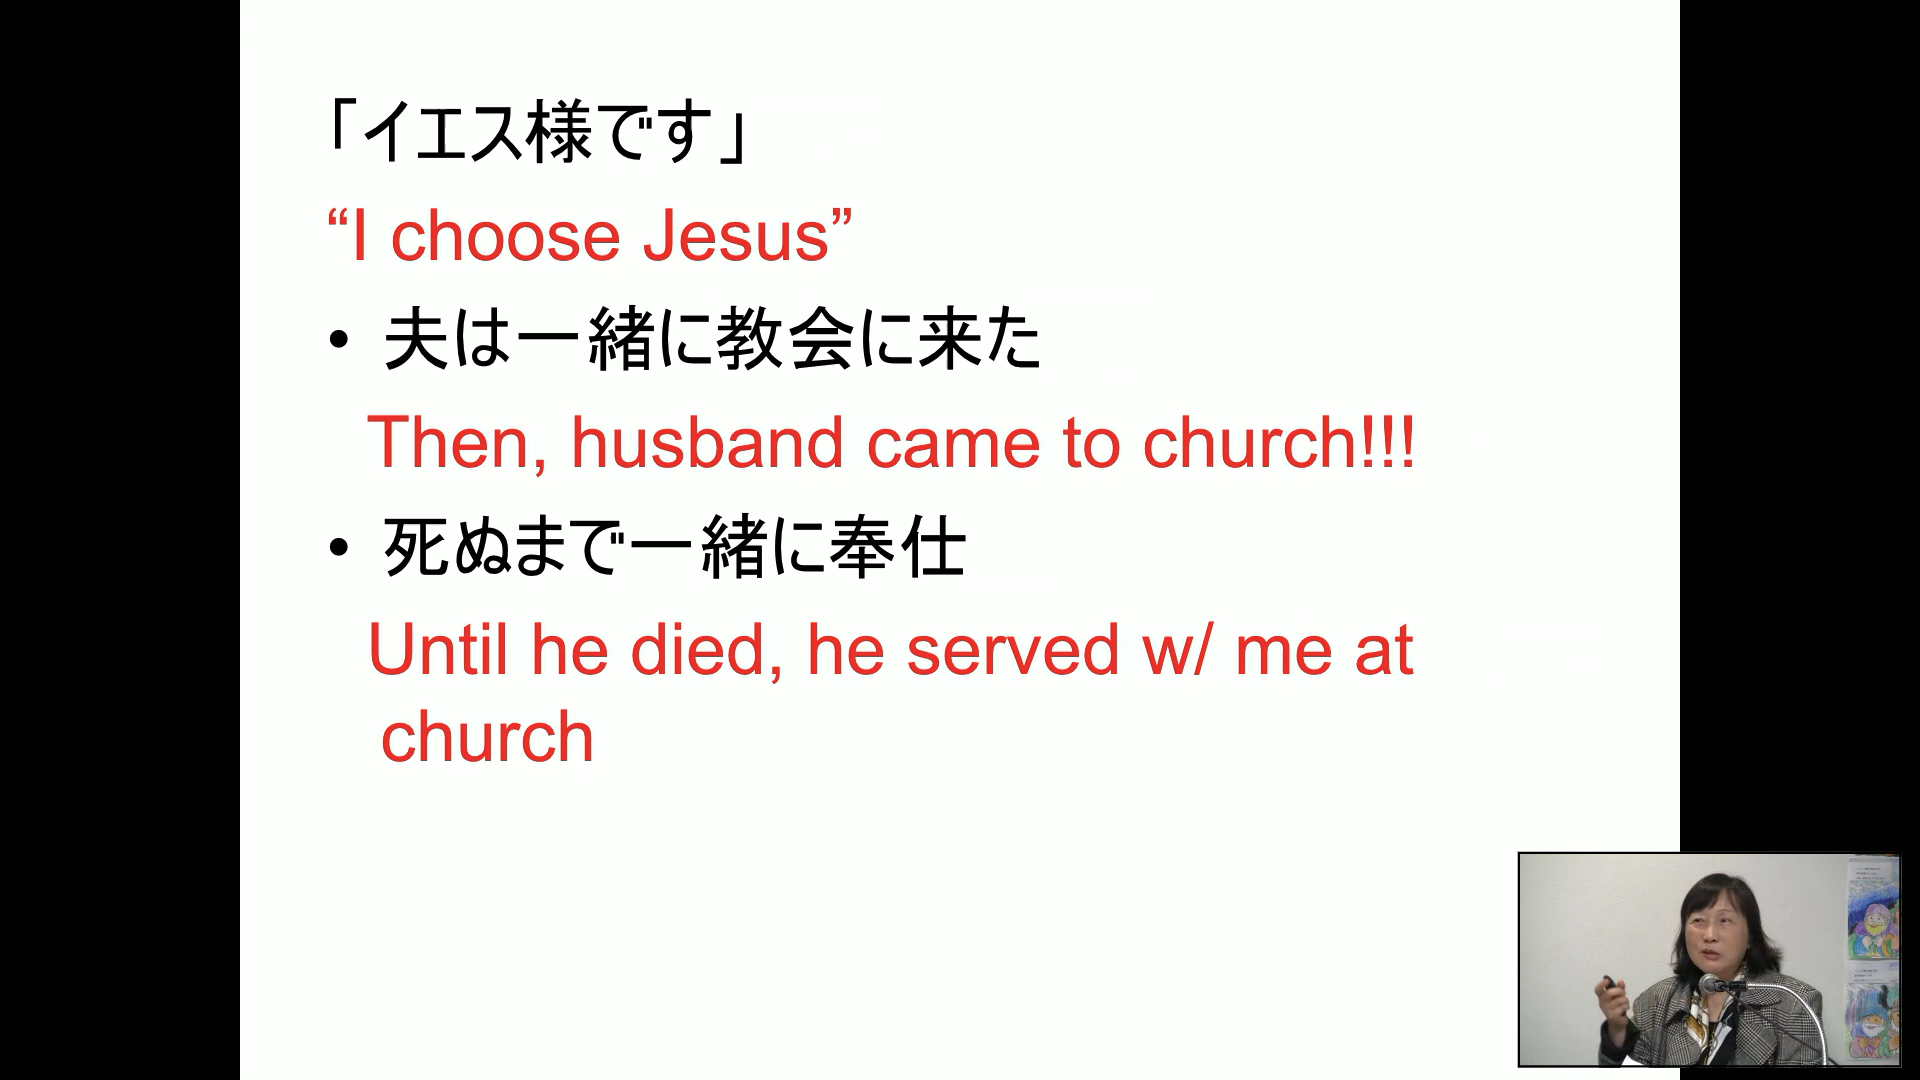 「イエス様です」
“I choose Jesus”
• 夫は一緒に教会に来た
Then, husband came to church!!!
• 死ぬまで一緒に奉仕
Until he died, he served w/ me at
church